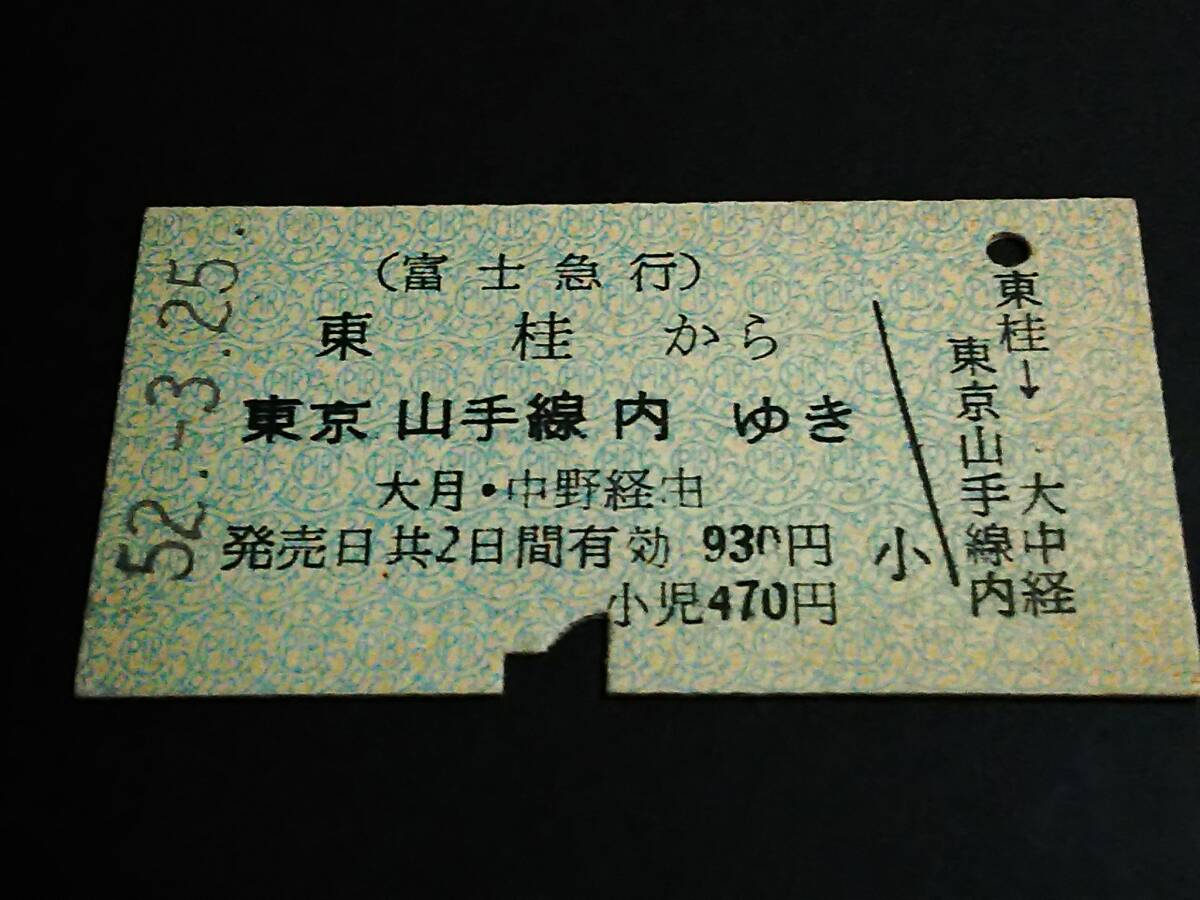 52.-3.25.
(富士急行)
東桂から
東京山手線内ゆき
大月・中野経由
発売日共2日間有効 930円
小児470円
小
東桂→
東京山手線内
大中経